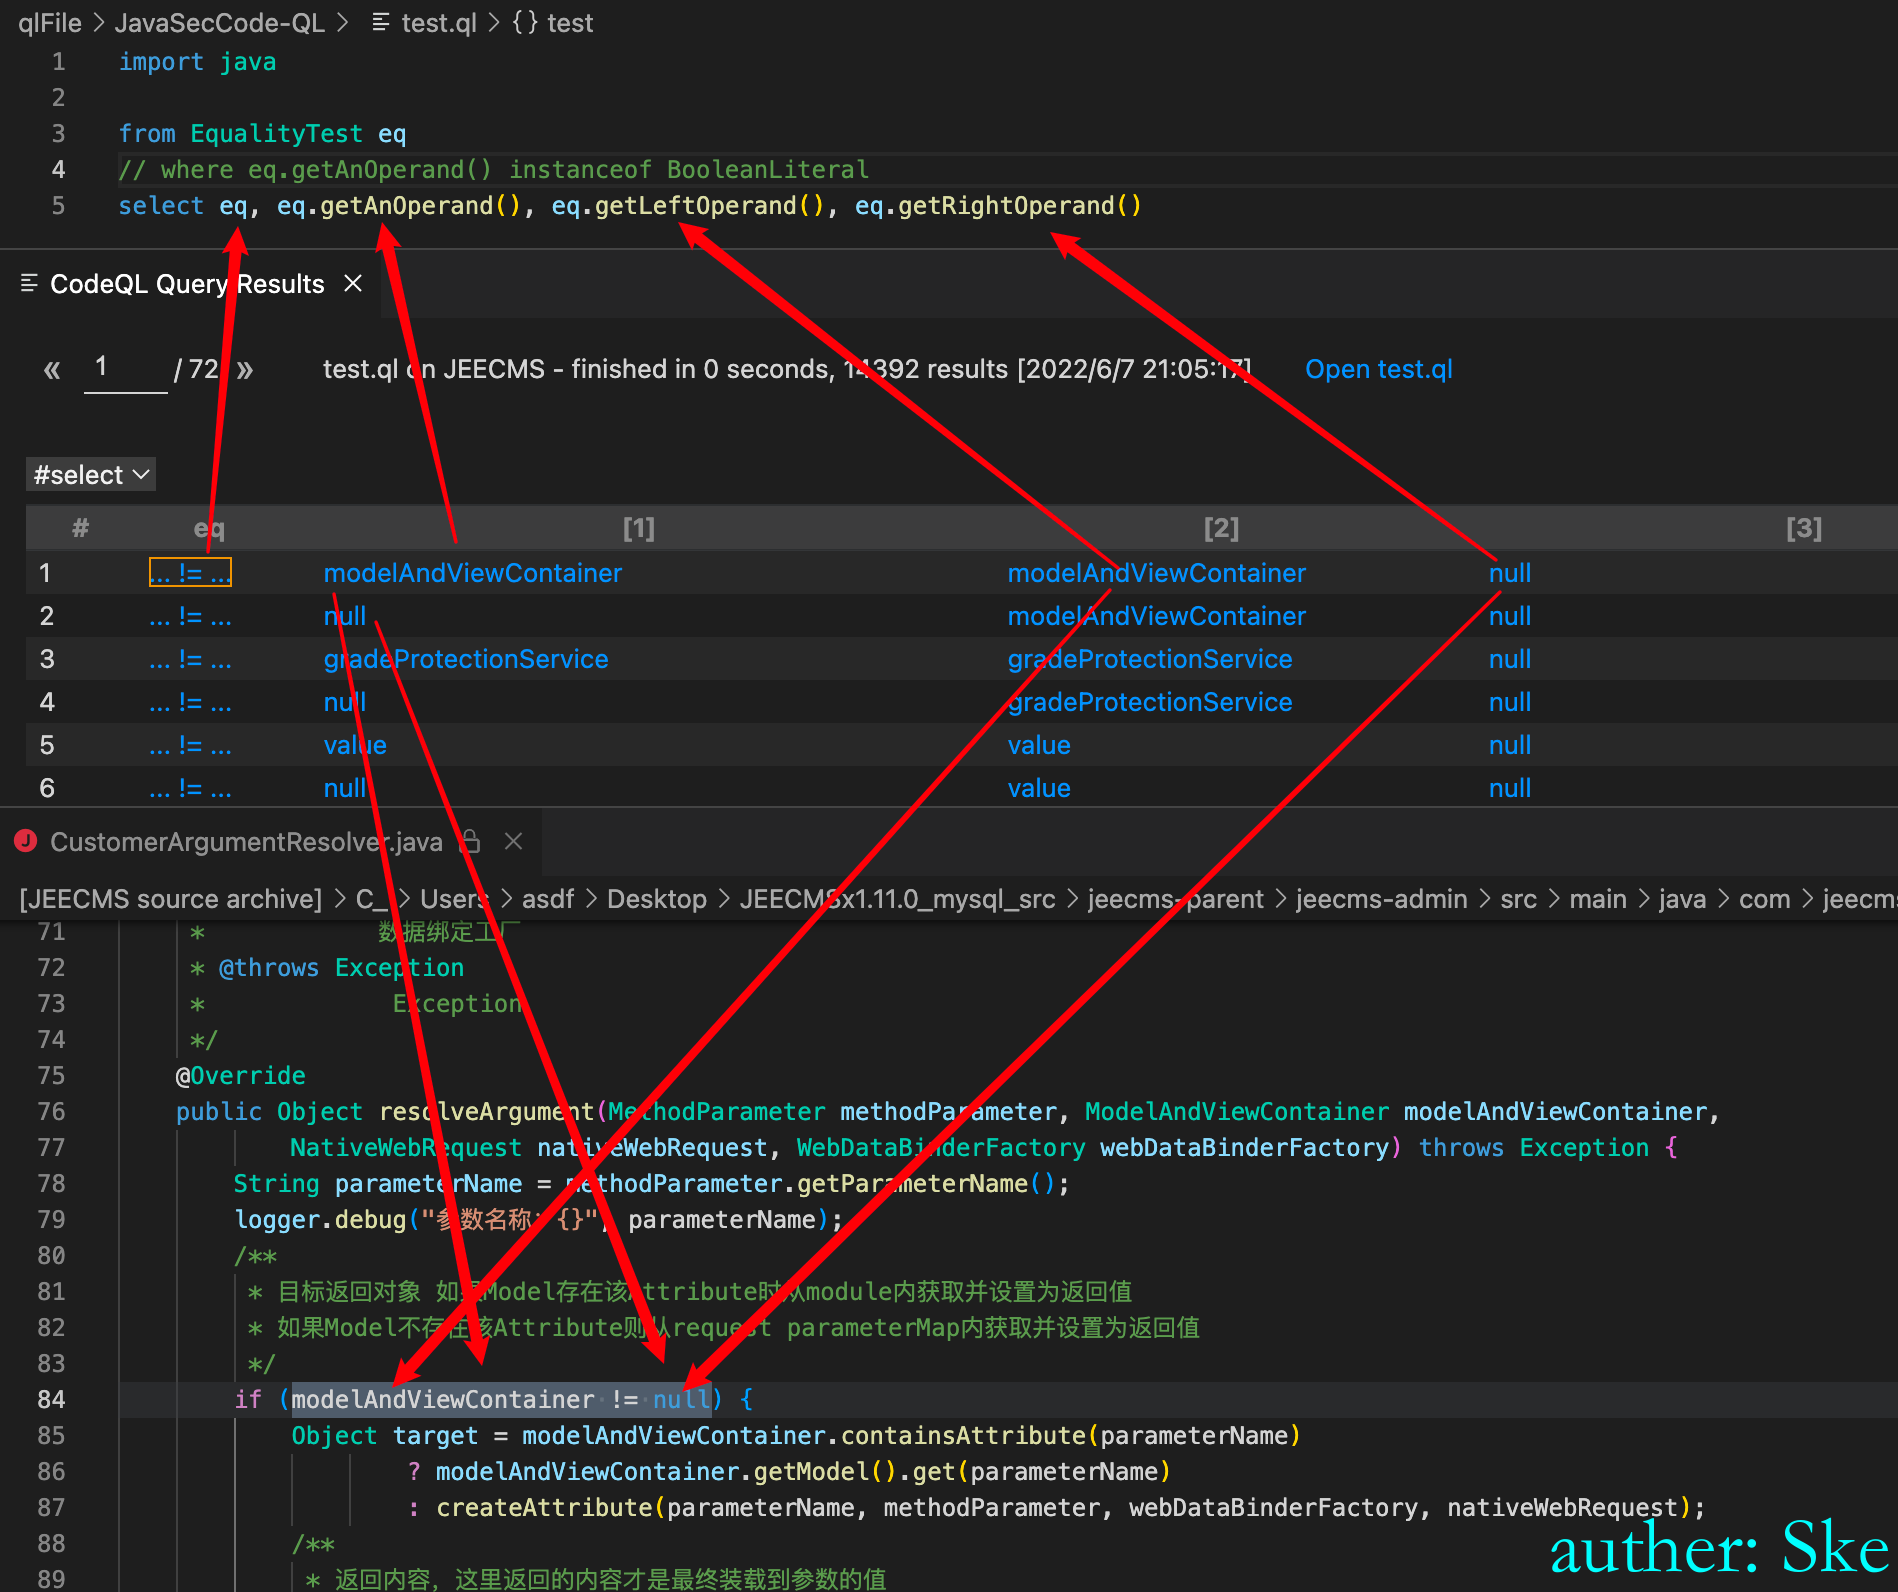 qlFile > JavaSecCode-QL > test.ql > {} test
1 import java
2
3 from EqualityTest eq
4 // where eq.getAnOperand() instanceof BooleanLiteral
5 select eq, eq.getAnOperand(), eq.getLeftOperand(), eq.getRightOperand()
CodeQL Query Results
« 1 / 72 » test.ql on JEECMS - finished in 0 seconds, 14392 results [2022/6/7 21:05:17] Open test.ql
#select
# eq [1] [2] [3]
1 ... != ... modelAndViewContainer modelAndViewContainer null
2 ... != ... null modelAndViewContainer null
3 ... != ... gradeProtectionService gradeProtectionService null
4 ... != ... null gradeProtectionService null
5 ... != ... value value null
6 ... != ... null value null
J CustomerArgumentResolver.java
[JEECMS source archive] > C_ > Users > asdf > Desktop > JEECMSx1.11.0_mysql_src > jeecms-parent > jeecms-admin > src > main > java > com > jeecms
71 * 数据绑定工厂
72 * @throws Exception
73 * Exception
74 */
75 @Override
76 public Object resolveArgument(MethodParameter methodParameter, ModelAndViewContainer modelAndViewContainer,
77 NativeWebRequest nativeWebRequest, WebDataBinderFactory webDataBinderFactory) throws Exception {
78 String parameterName = methodParameter.getParameterName();
79 logger.debug("参数名称：{}", parameterName);
80 /**
81 * 目标返回对象 如果Model存在该Attribute时从module内获取并设置为返回值
82 * 如果Model不存在该Attribute则从request parameterMap内获取并设置为返回值
83 */
84 if (modelAndViewContainer != null) {
85 Object target = modelAndViewContainer.containsAttribute(parameterName)
86 ? modelAndViewContainer.getModel().get(parameterName)
87 : createAttribute(parameterName, methodParameter, webDataBinderFactory, nativeWebRequest);
88 /**
89 * 返回内容，这里返回的内容才是最终装载到参数的值
auther: Ske